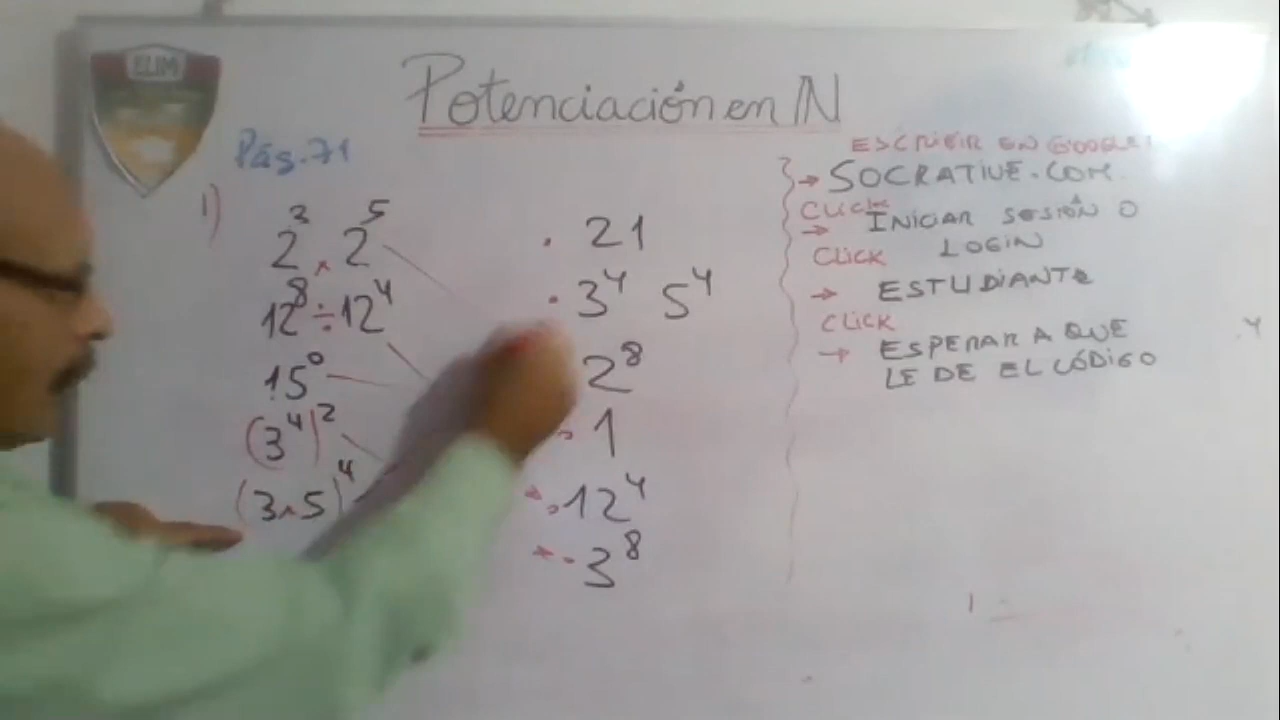 ELIM
Potenciación en ℕ
Pág. 71
1)
2³ × 2⁵
12⁸ ÷ 12⁴
15⁰
(3⁴)²
(3×5)⁴
· 21
· 3⁴ 5⁴
2⁸
· 1
· 12⁴
· 3⁸
ESCRIBIR EN GOOGLE
→ SOCRATIVE.COM
CLICK
→ INICIAR SESIÓN O
LOGIN
CLICK
→ ESTUDIANTE
CLICK
→ ESPERAR A QUE
LE DE EL CÓDIGO